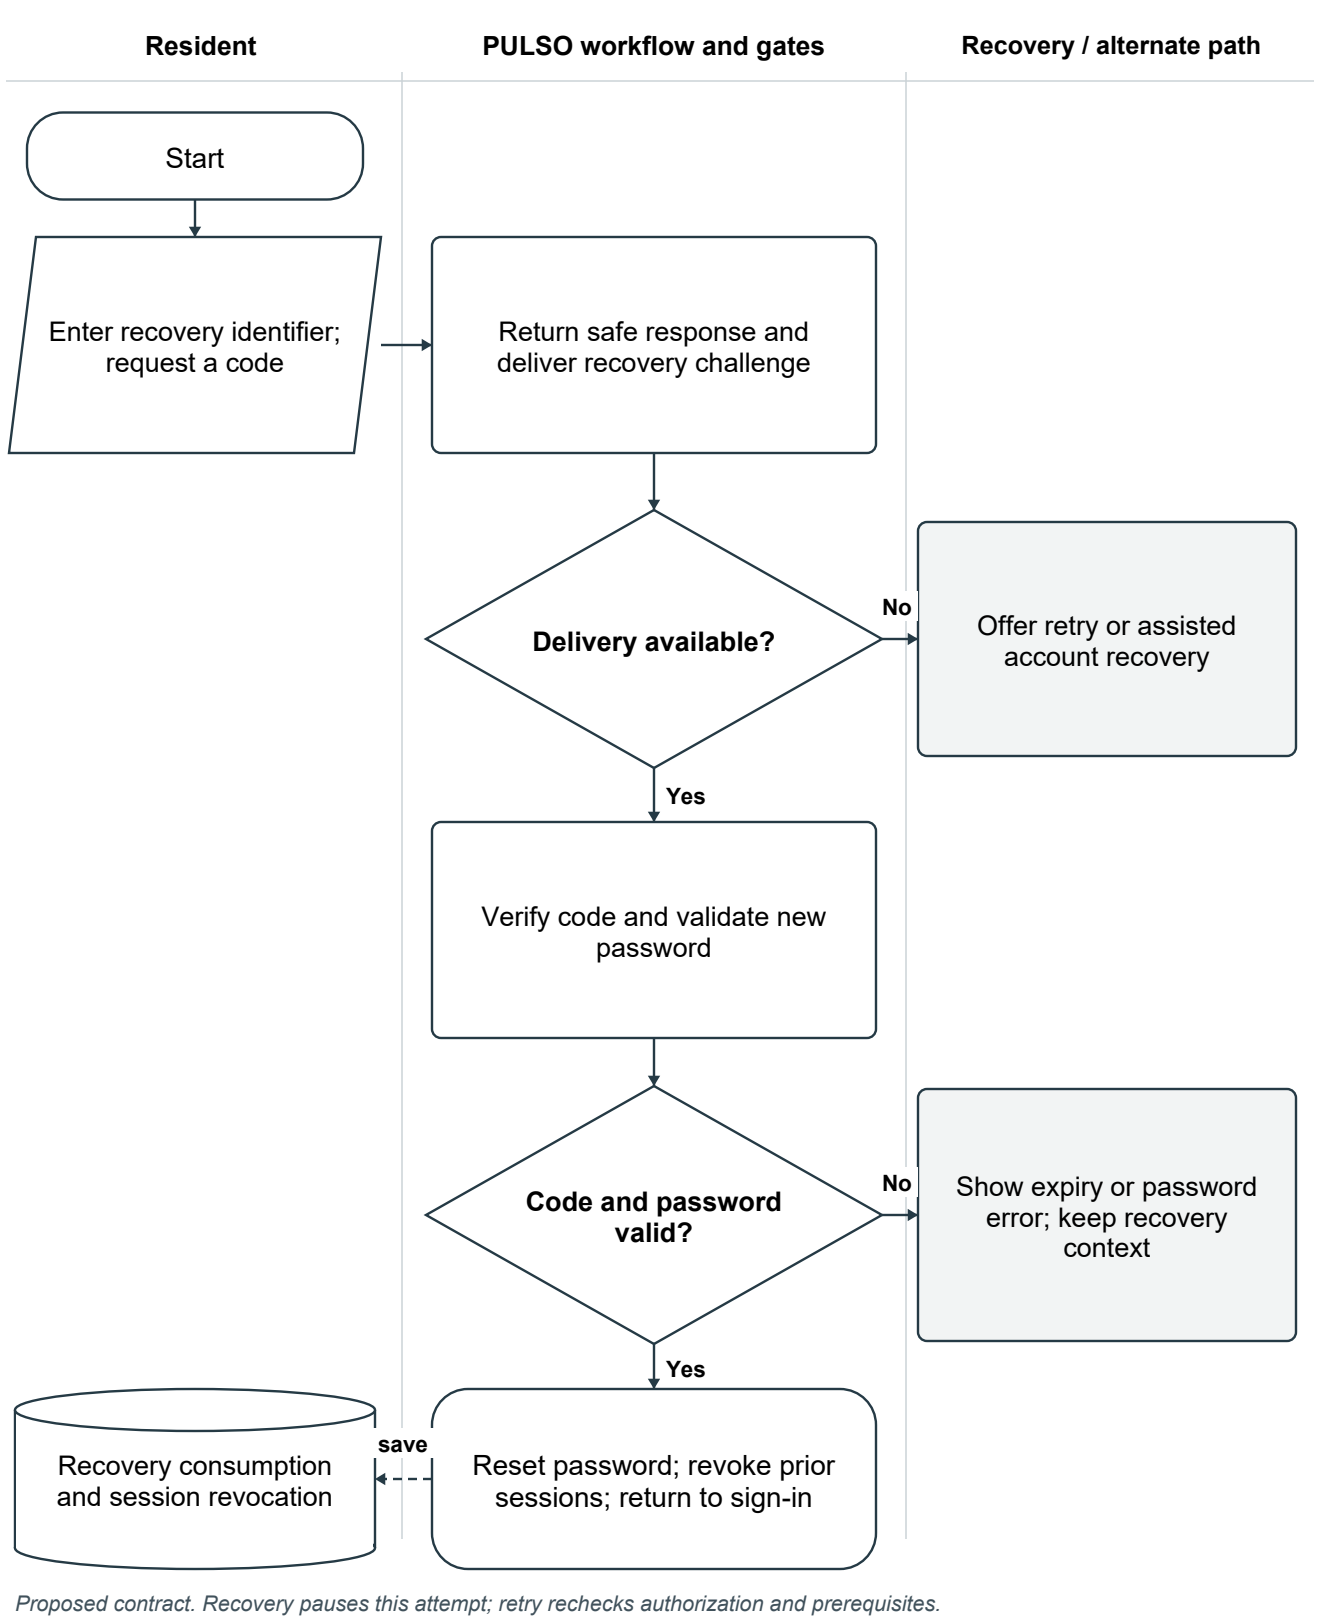 Resident
PULSO workflow and gates
Recovery / alternate path
Start
Enter recovery identifier;
request a code
Return safe response and
deliver recovery challenge
Delivery available?
No
Offer retry or assisted
account recovery
Yes
Verify code and validate new
password
Code and password
valid?
No
Show expiry or password
error; keep recovery
context
Yes
Recovery consumption
and session revocation
save
Reset password; revoke prior
sessions; return to sign-in
Proposed contract. Recovery pauses this attempt; retry rechecks authorization and prerequisites.